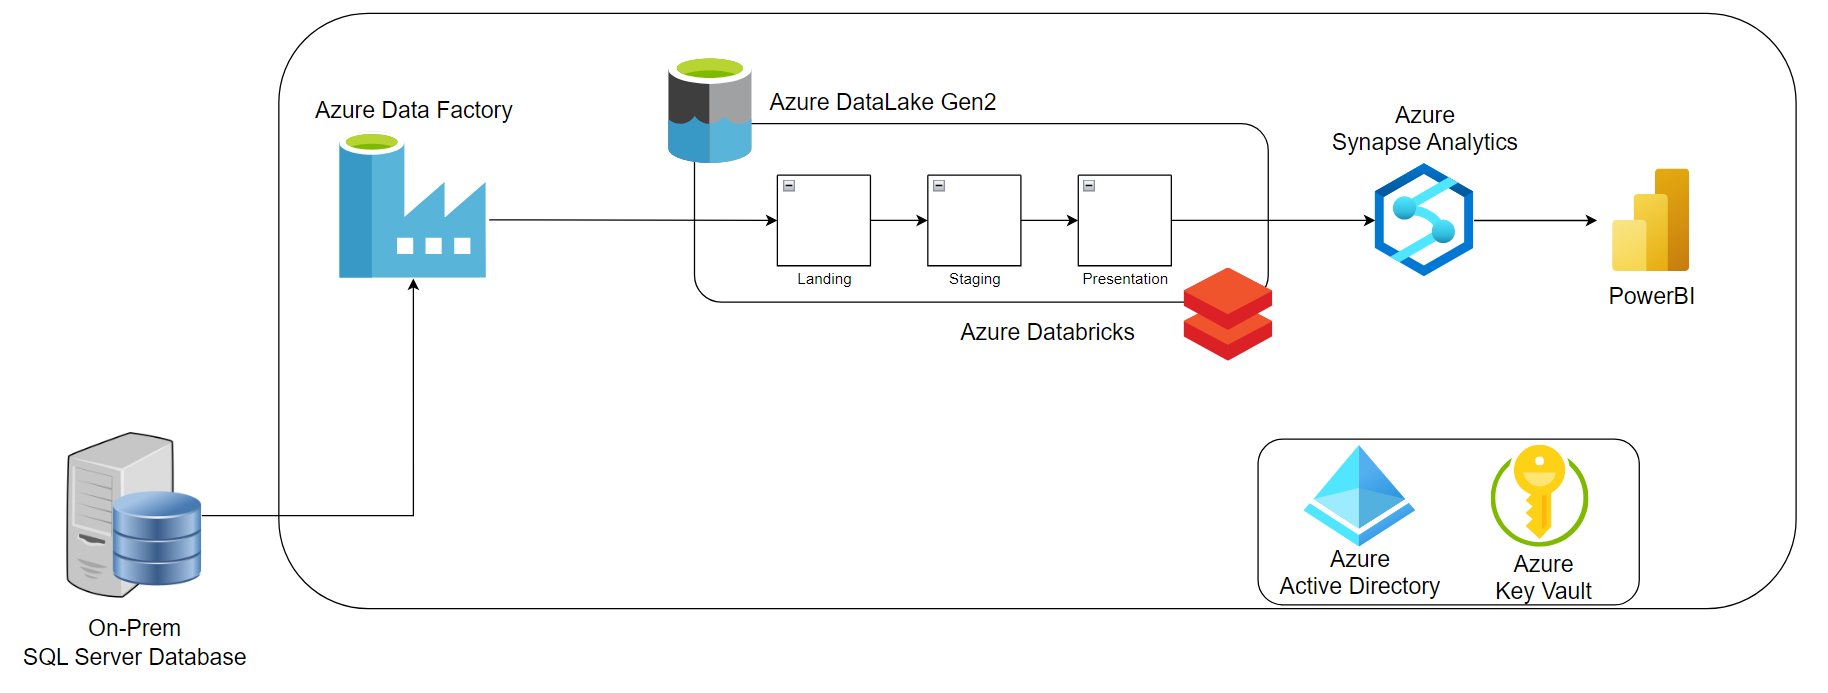 Azure Data Factory
Azure DataLake Gen2
Azure
Synapse Analytics
Landing
Staging
Presentation
PowerBI
Azure Databricks
Azure
Active Directory
Azure
Key Vault
On-Prem
SQL Server Database